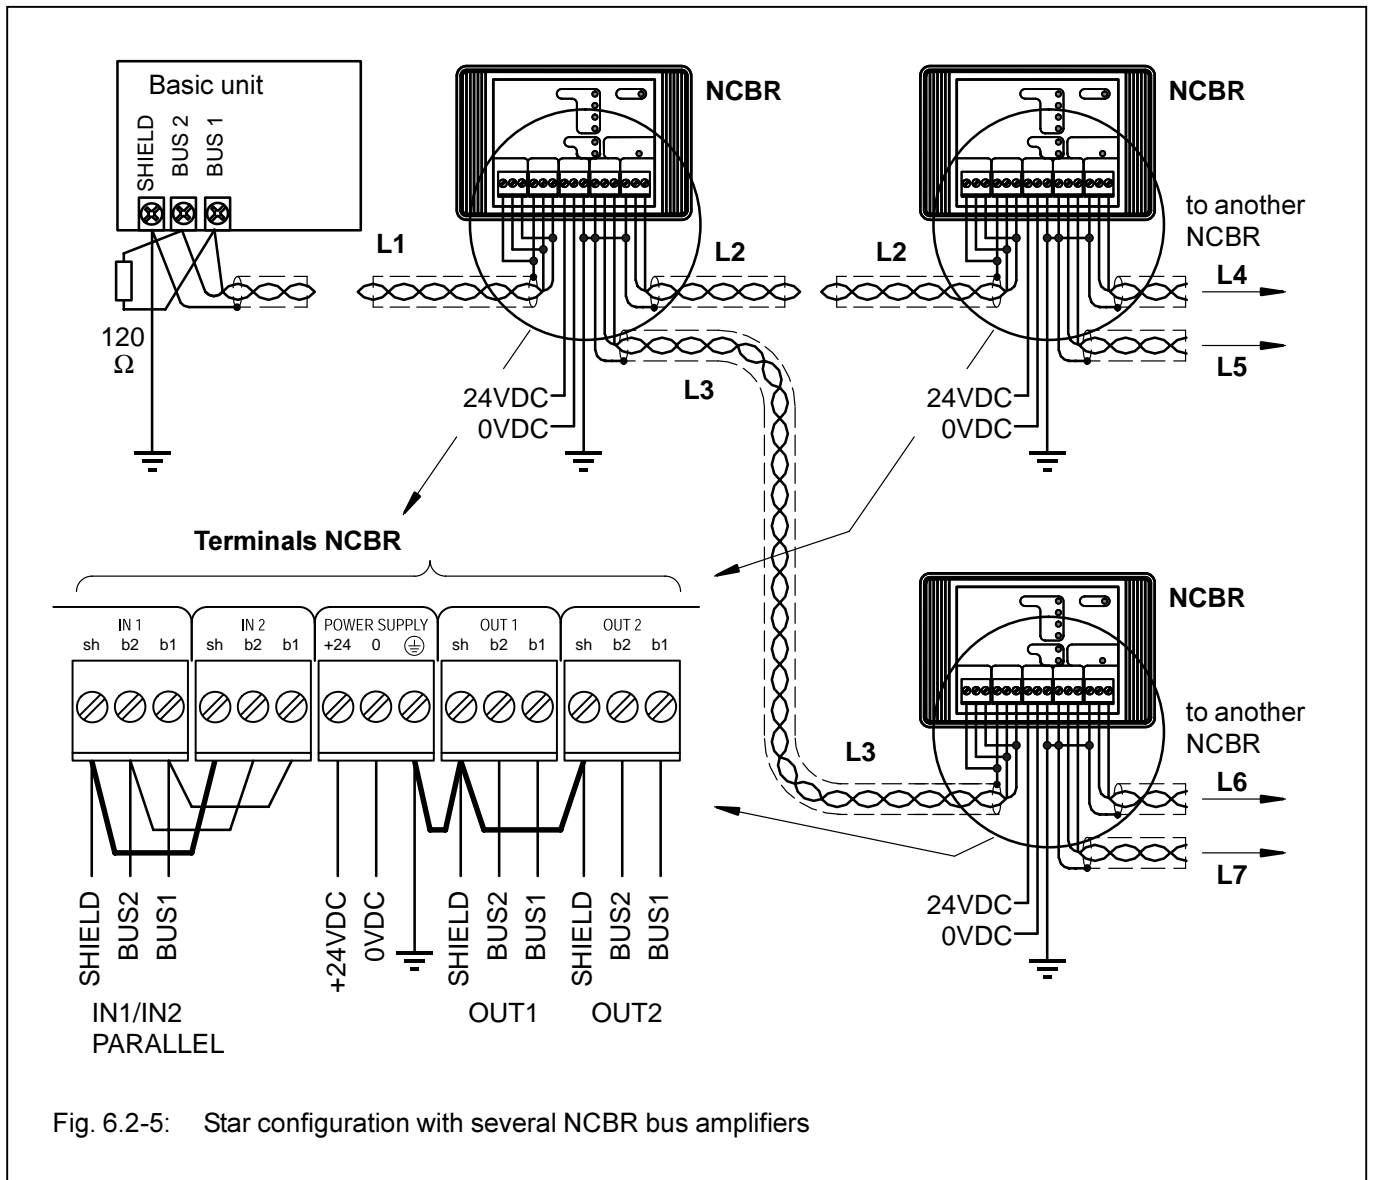 Basic unit
SHIELD
BUS 2
BUS 1
120
Ω
L1
NCBR
L2
L3
24VDC
0VDC
L2
NCBR
to another
NCBR
L4
L5
24VDC
0VDC
Terminals NCBR
IN 1
IN 2
POWER SUPPLY
OUT 1
OUT 2
sh b2 b1 sh b2 b1 +24 0 sh b2 b1 sh b2 b1
SHIELD
BUS2
BUS1
+24VDC
0VDC
SHIELD
BUS2
BUS1
SHIELD
BUS2
BUS1
IN1/IN2
PARALLEL
OUT1
OUT2
L3
NCBR
to another
NCBR
L6
L7
24VDC
0VDC
Fig. 6.2-5: Star configuration with several NCBR bus amplifiers